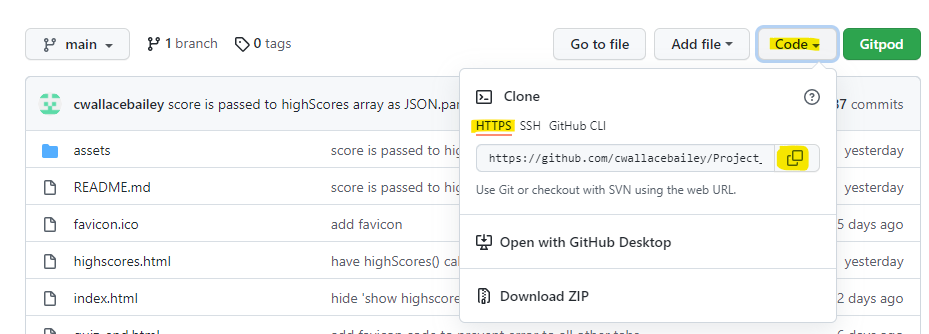 main 1 branch 0 tags Go to file Add file Code Gitpod
cwallacebailey score is passed to highScores array as JSON.par 37 commits
Clone
HTTPS SSH GitHub CLI
https://github.com/cwallacebailey/Project_
Use Git or checkout with SVN using the web URL.
Open with GitHub Desktop
Download ZIP
assets score is passed to hig yesterday
README.md score is passed to hig yesterday
favicon.ico add favicon 5 days ago
highscores.html have highScores() cal yesterday
index.html hide 'show highscore 2 days ago
quiz-end.html add favicon code to prevent error to all other tabs 6 days ago